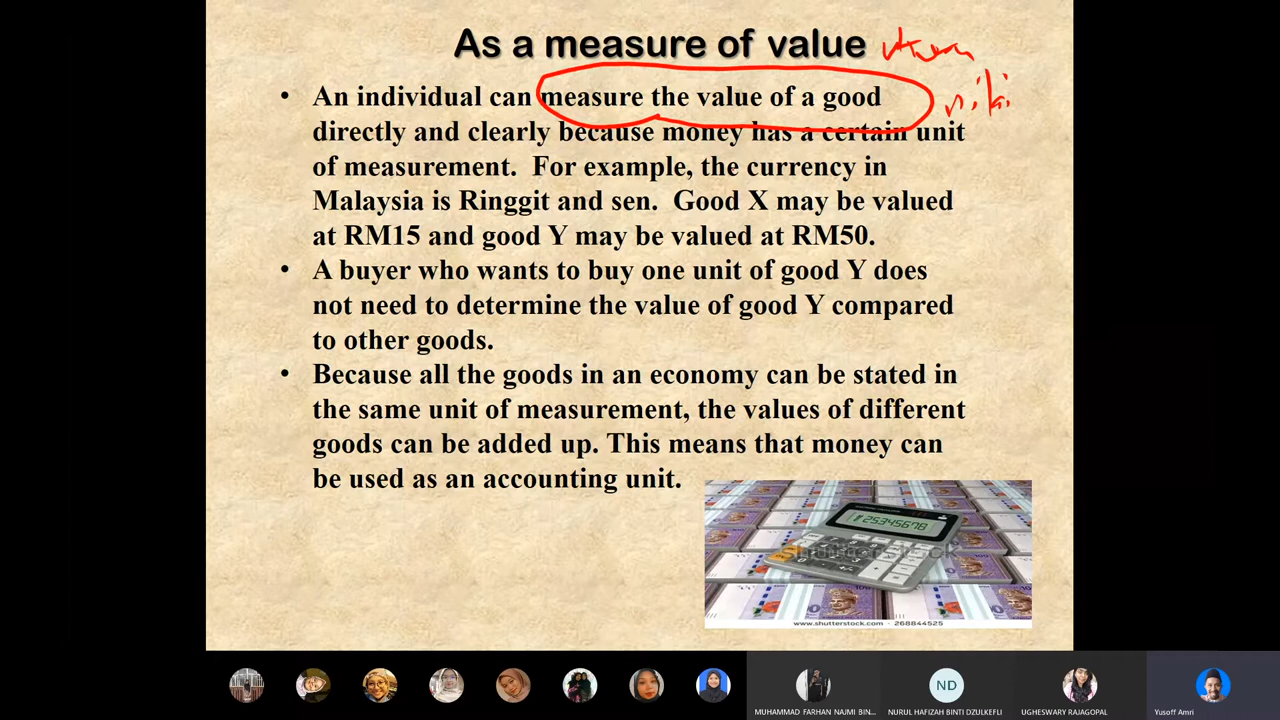 As a measure of value
• An individual can measure the value of a good
directly and clearly because money has a certain unit
of measurement. For example, the currency in
Malaysia is Ringgit and sen. Good X may be valued
at RM15 and good Y may be valued at RM50.
• A buyer who wants to buy one unit of good Y does
not need to determine the value of good Y compared
to other goods.
• Because all the goods in an economy can be stated in
the same unit of measurement, the values of different
goods can be added up. This means that money can
be used as an accounting unit.
nilai
12345678
shutterstock
www.shutterstock.com · 268844525
ND
MUHAMMAD FARHAN NAJMI BIN...
NURUL HAFIZAH BINTI DZULKEFLI
UGHESWARY RAJAGOPAL
Yusoff Amri